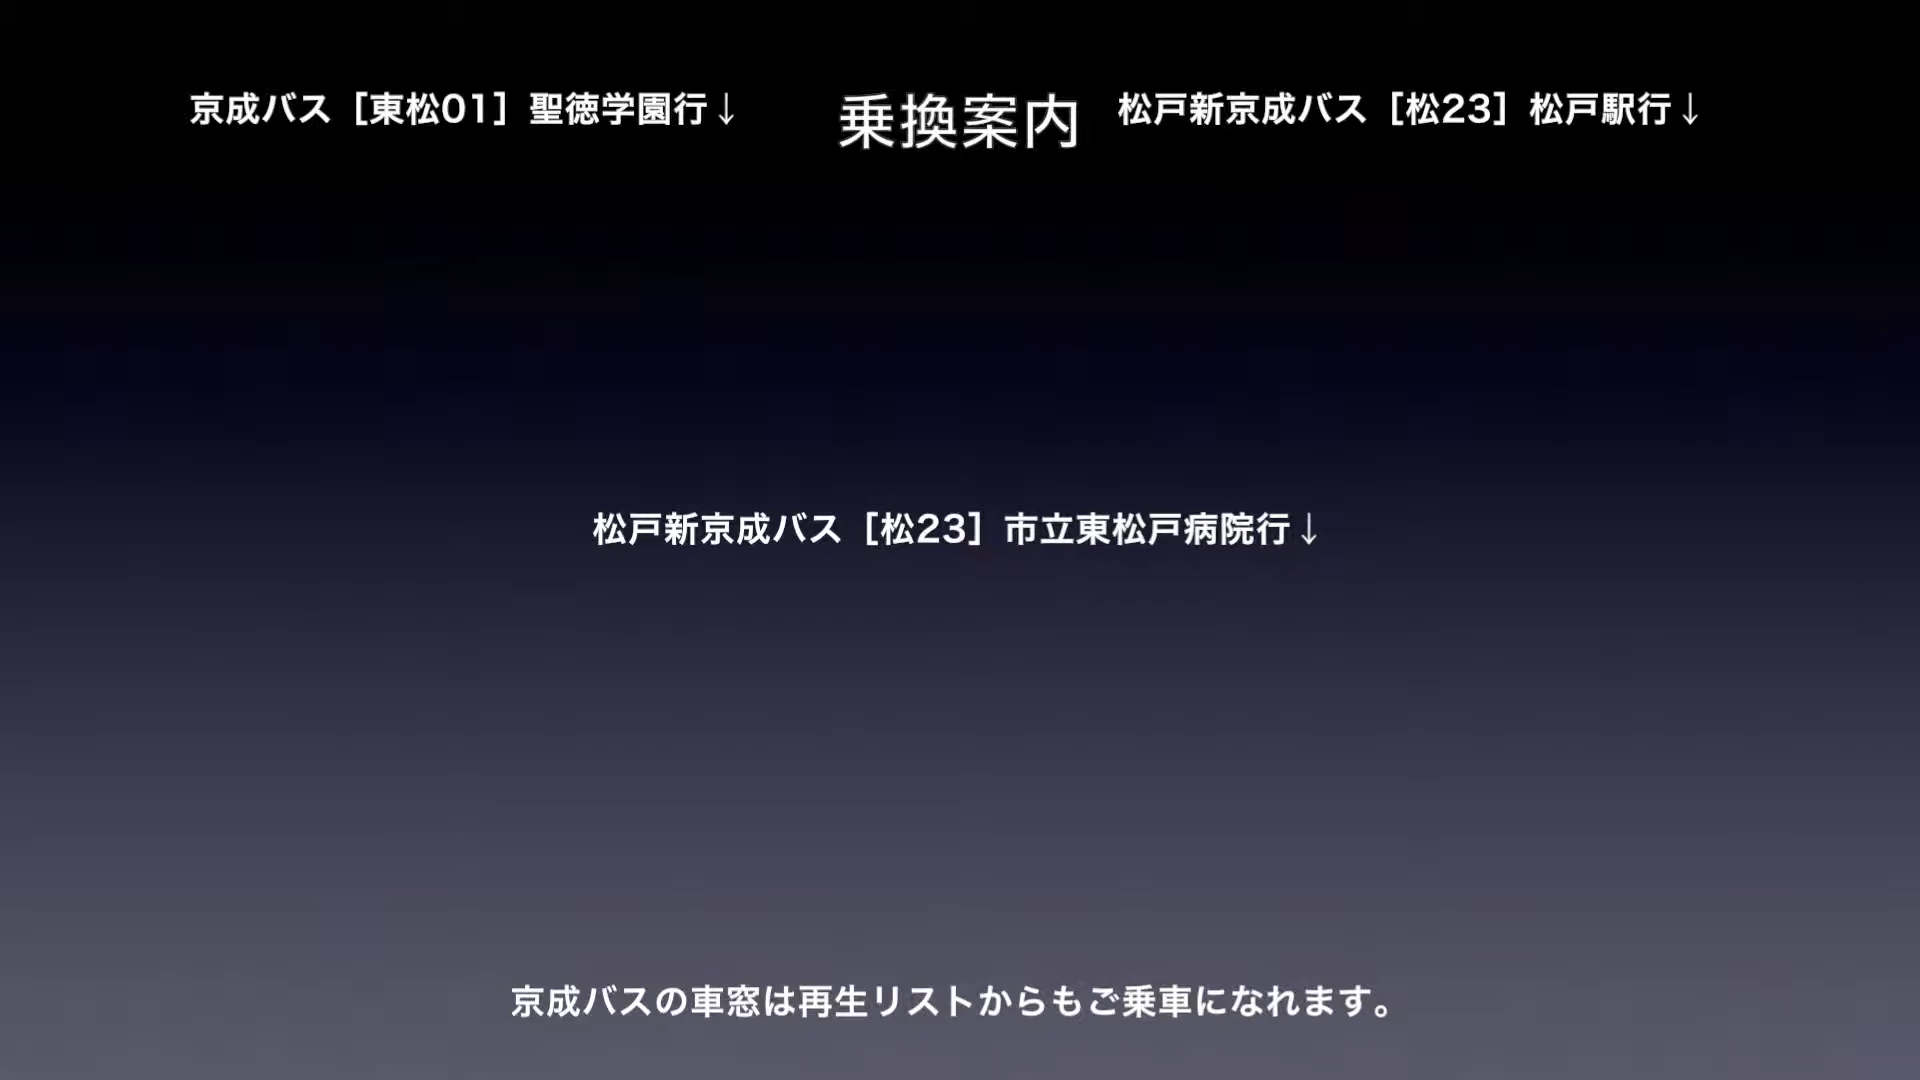 京成バス［東松01］聖徳学園行↓
乗換案内
松戸新京成バス［松23］松戸駅行↓
松戸新京成バス［松23］市立東松戸病院行↓
京成バスの車窓は再生リストからもご乗車になれます。